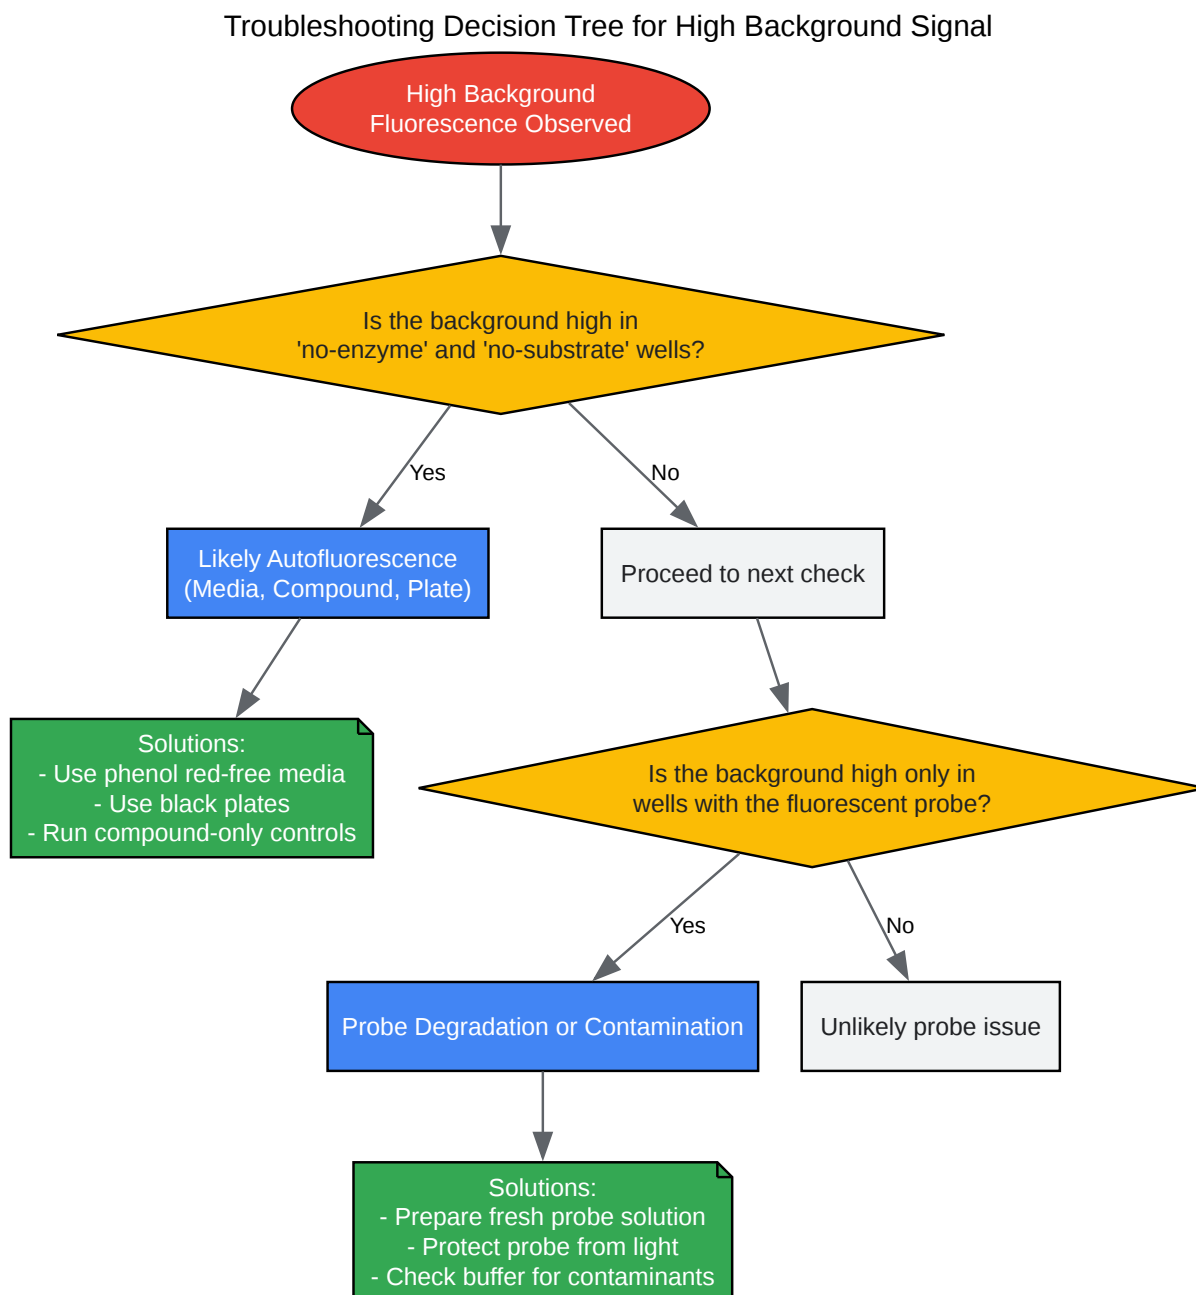 Troubleshooting Decision Tree for High Background Signal
High Background
Fluorescence Observed
Is the background high in
'no-enzyme' and 'no-substrate' wells?
Yes
No
Likely Autofluorescence
(Media, Compound, Plate)
Proceed to next check
Solutions:
- Use phenol red-free media
- Use black plates
- Run compound-only controls
Is the background high only in
wells with the fluorescent probe?
Yes
No
Probe Degradation or Contamination
Unlikely probe issue
Solutions:
- Prepare fresh probe solution
- Protect probe from light
- Check buffer for contaminants